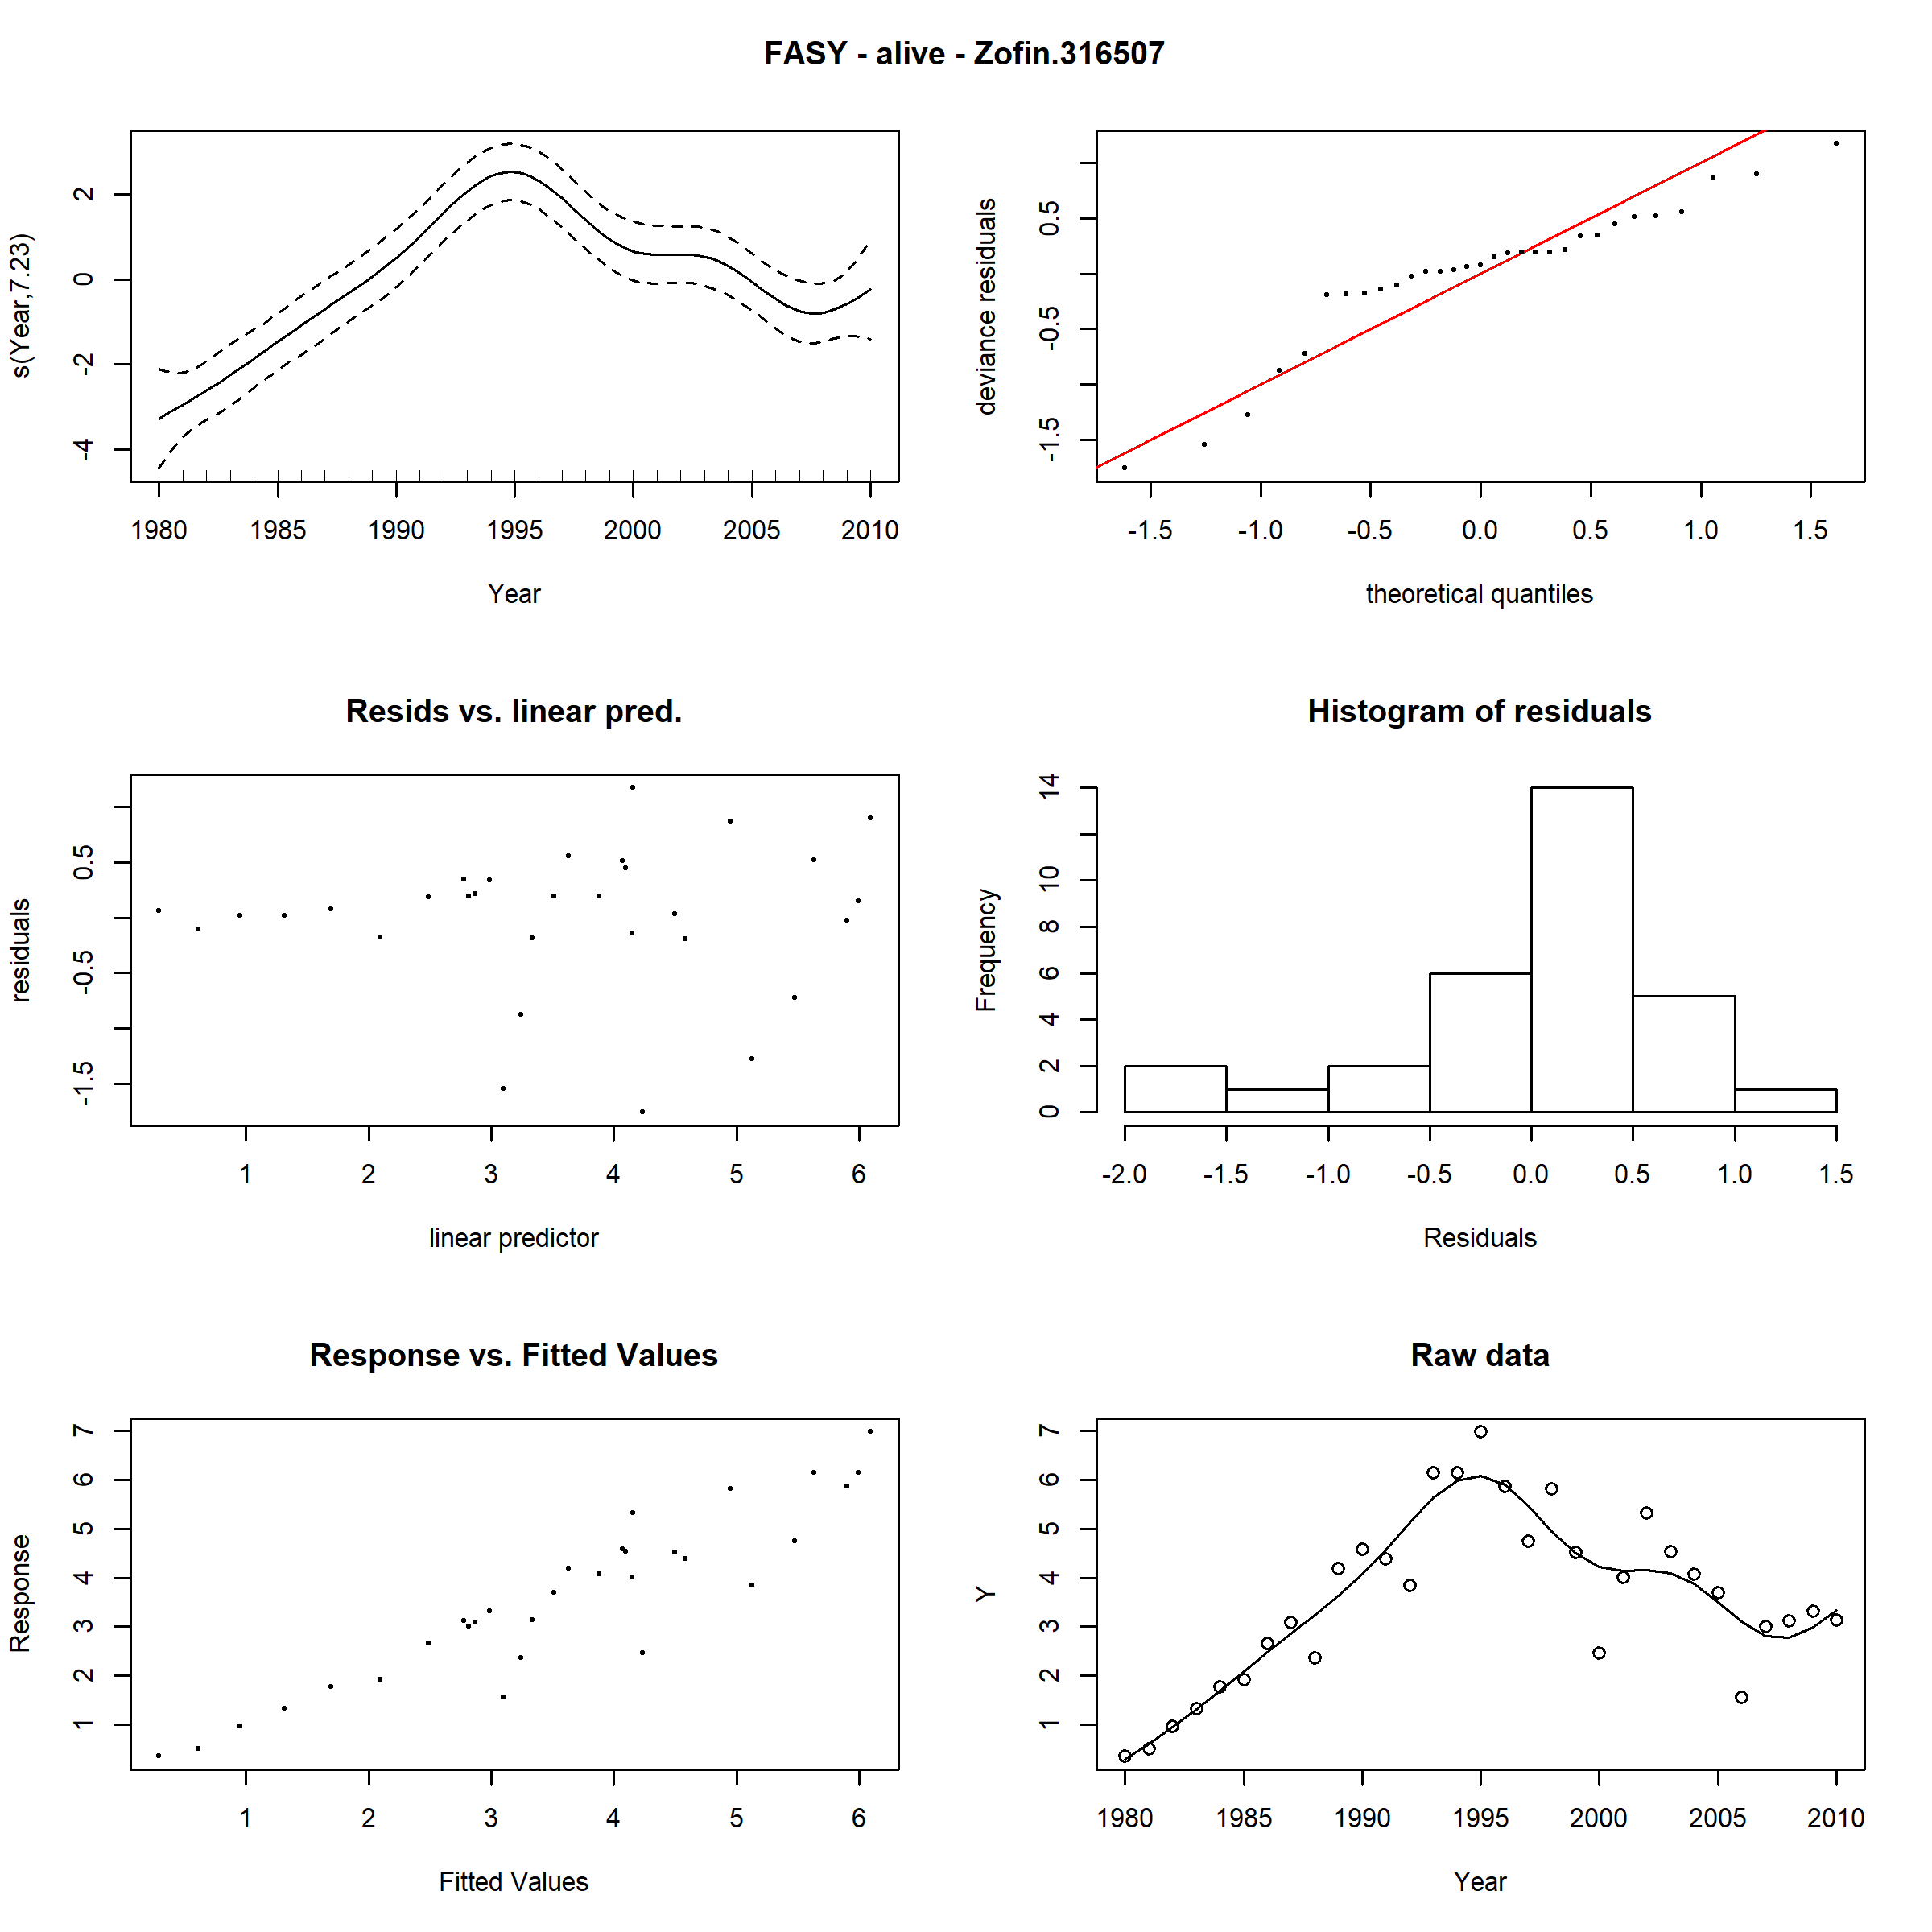 FASY - alive - Zofin.316507
s(Year,7.23)
2
0
-2
-4
1980 1985 1990 1995 2000 2005 2010
Year
deviance residuals
0.5
-0.5
-1.5
-1.5 -1.0 -0.5 0.0 0.5 1.0 1.5
theoretical quantiles
Resids vs. linear pred.
residuals
0.5
-0.5
-1.5
1 2 3 4 5 6
linear predictor
Histogram of residuals
Frequency
14
10
8
6
4
2
0
-2.0 -1.5 -1.0 -0.5 0.0 0.5 1.0 1.5
Residuals
Response vs. Fitted Values
Response
7
6
5
4
3
2
1
1 2 3 4 5 6
Fitted Values
Raw data
Y
7
6
5
4
3
2
1
1980 1985 1990 1995 2000 2005 2010
Year